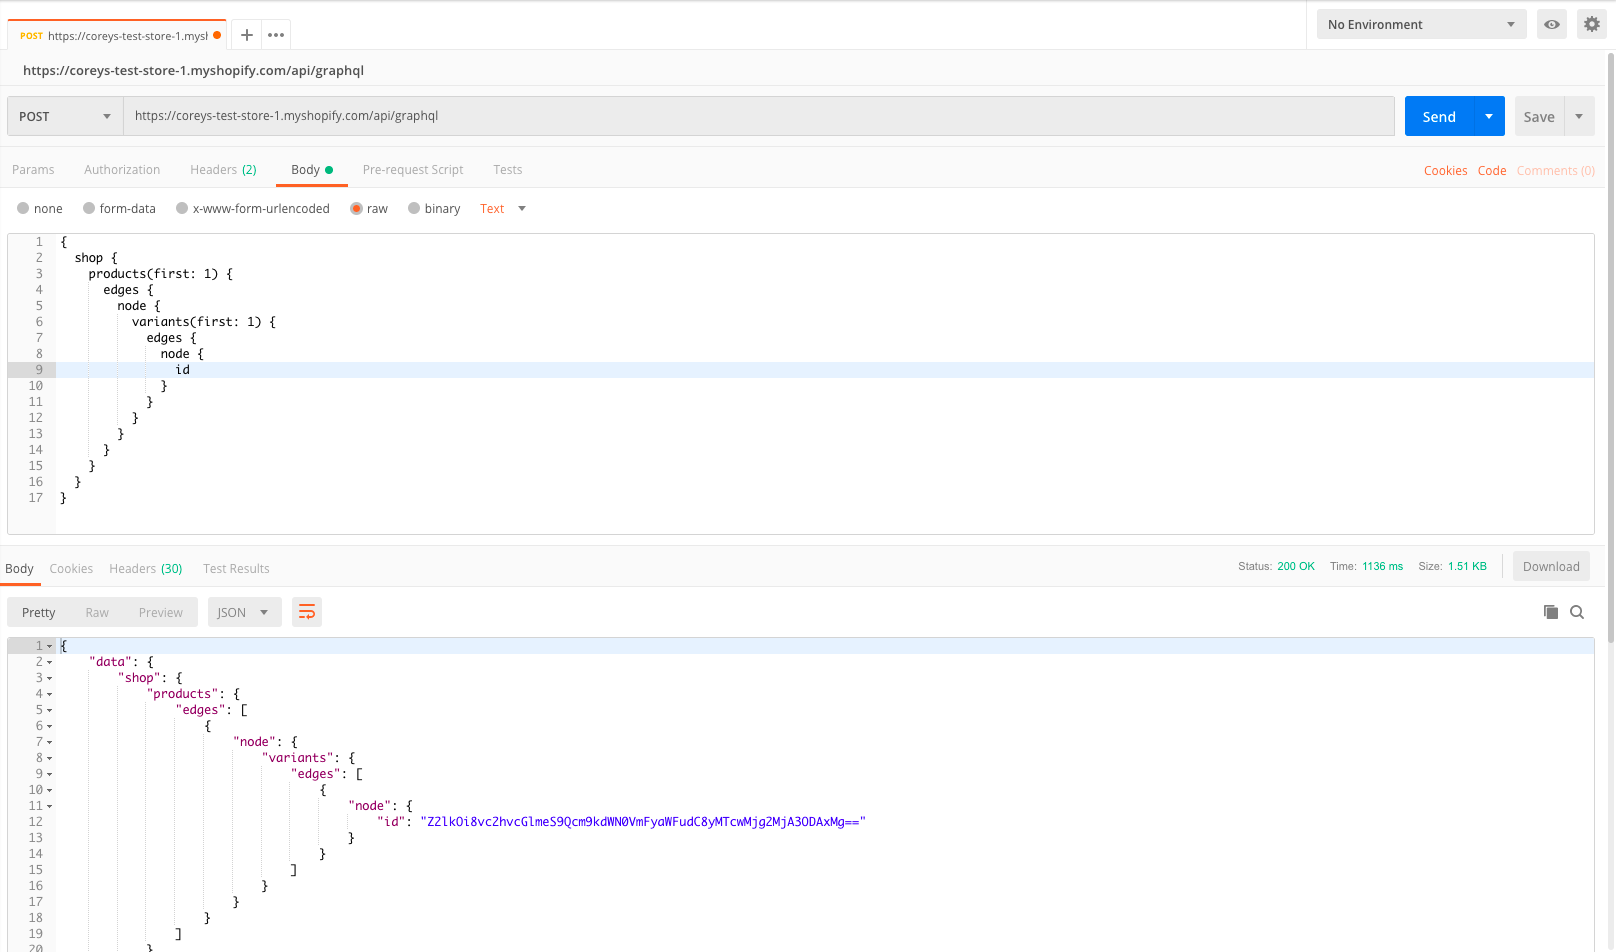 POST https://coreys-test-store-1.mysh
No Environment
https://coreys-test-store-1.myshopify.com/api/graphql
POST https://coreys-test-store-1.myshopify.com/api/graphql Send Save
Params Authorization Headers (2) Body Pre-request Script Tests Cookies Code Comments (0)
none form-data x-www-form-urlencoded raw binary Text
1 {
2 shop {
3 products(first: 1) {
4 edges {
5 node {
6 variants(first: 1) {
7 edges {
8 node {
9 id
10 }
11 }
12 }
13 }
14 }
15 }
16 }
17 }
Body Cookies Headers (30) Test Results Status: 200 OK Time: 1136 ms Size: 1.51 KB Download
Pretty Raw Preview JSON
1 {
2 "data": {
3 "shop": {
4 "products": {
5 "edges": [
6 {
7 "node": {
8 "variants": {
9 "edges": [
10 {
11 "node": {
12 "id": "Z2lkOi8vc2hvcGlmeS9Qcm9kdWN0VmFyaWFudC8yMTcwMjg2MjA3ODAxMg=="
13 }
14 }
15 ]
16 }
17 }
18 }
19 ]
20 }